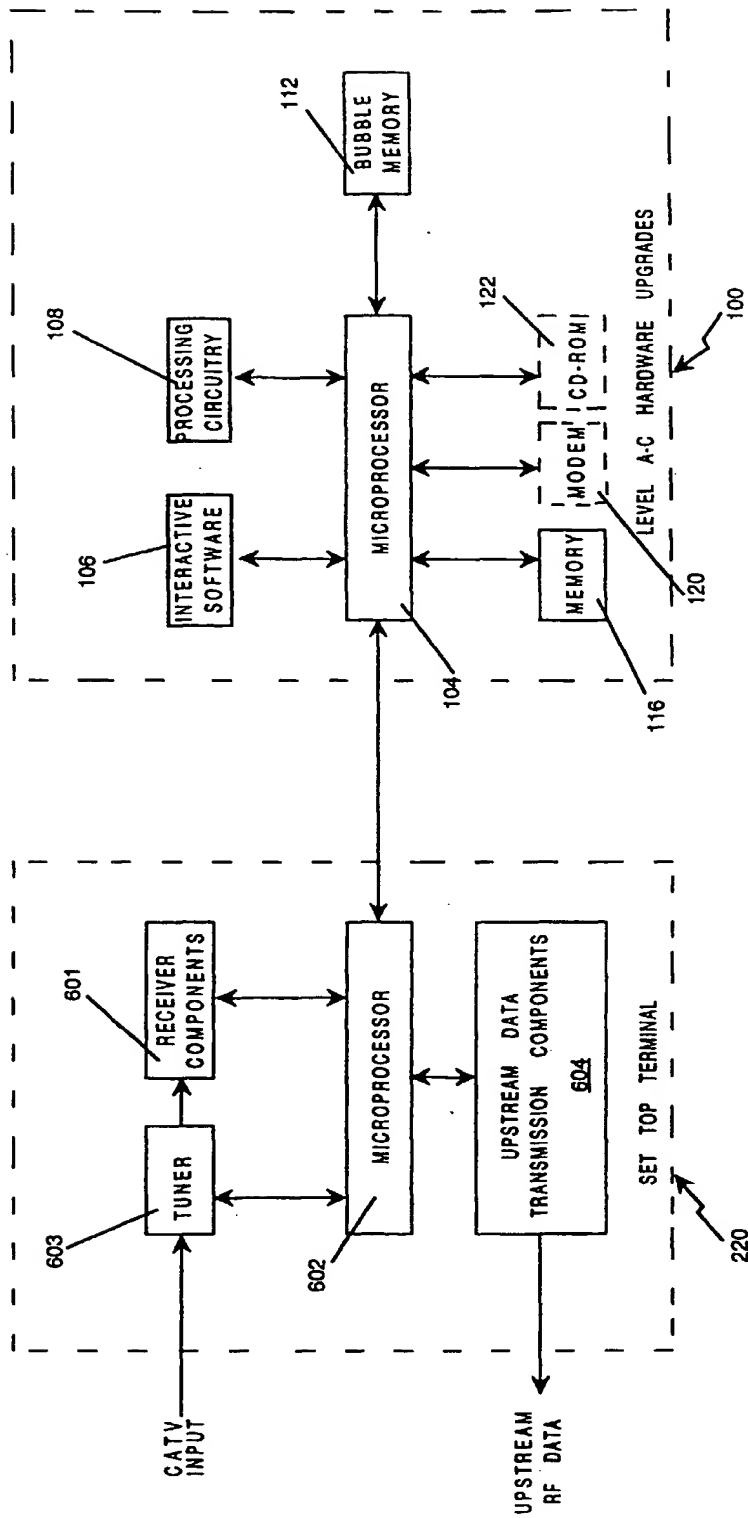 CATV
INPUT
UPSTREAM
RF DATA
603
TUNER
601
RECEIVER
COMPONENTS
MICROPROCESSOR
602
UPSTREAM DATA
TRANSMISSION COMPONENTS
604
SET TOP TERMINAL
220
106
INTERACTIVE
SOFTWARE
108
PROCESSING
CIRCUITRY
MICROPROCESSOR
104
112
BUBBLE
MEMORY
MEMORY
116
MODEM
120
CD-ROM
122
LEVEL A-C HARDWARE UPGRADES
100